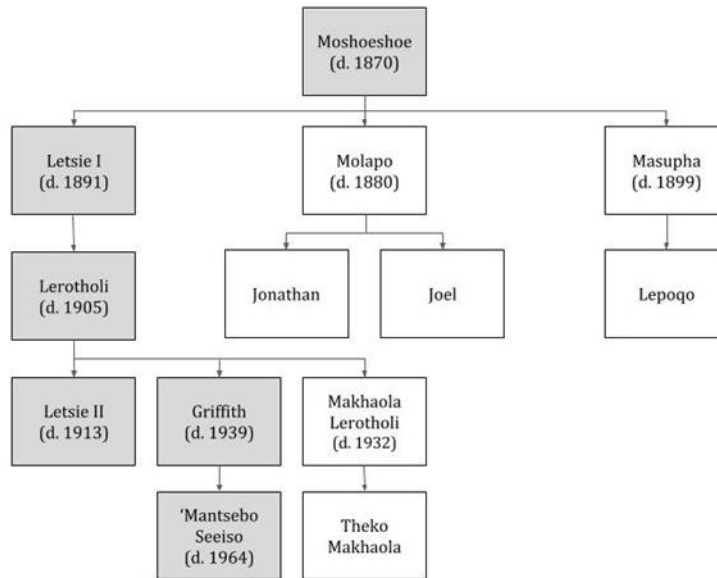 Moshoeshoe
(d. 1870)
Letsie I
(d. 1891)
Molapo
(d. 1880)
Masupha
(d. 1899)
Lerotholi
(d. 1905)
Jonathan
Joel
Lepoqo
Letsie II
(d. 1913)
Griffith
(d. 1939)
Makhaola
Lerotholi
(d. 1932)
'Mantsebo
Seeiso
(d. 1964)
Theko
Makhaola